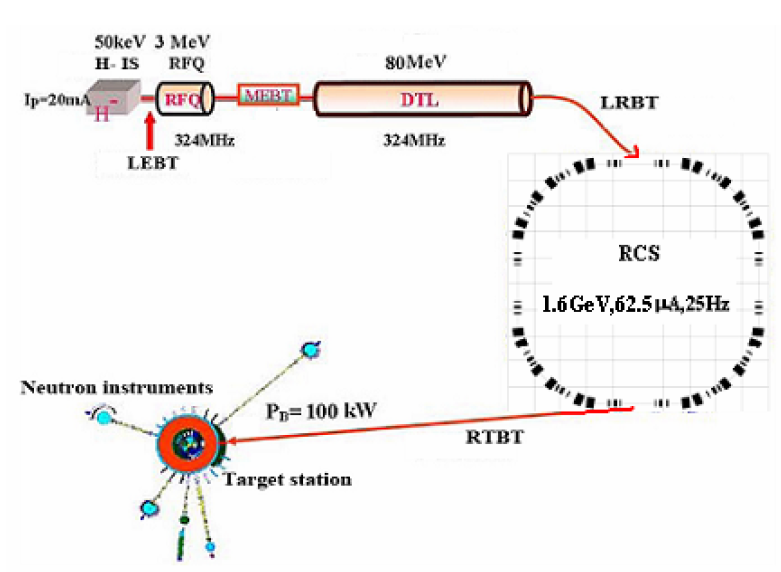 50keV 3 MeV
H- IS RFQ
80MeV
Ip=20mA
H-
RFQ
MEBT
DTL
LRBT
324MHz
324MHz
LEBT
RCS
1.6GeV,62.5μA,25Hz
Neutron instruments
PB= 100 kW
RTBT
Target station